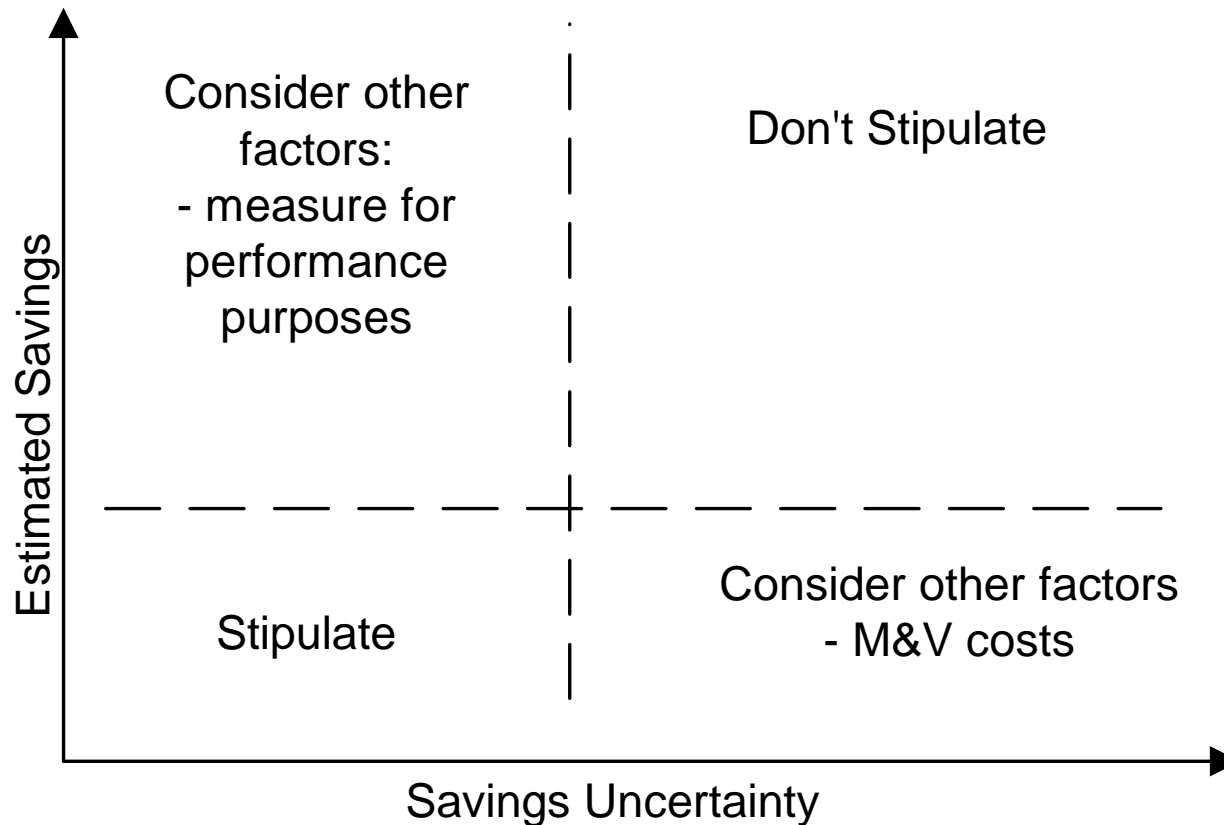 Consider other
factors:
- measure for
performance
purposes
Don't Stipulate
Estimated Savings
Stipulate
Consider other factors
- M&V costs
Savings Uncertainty